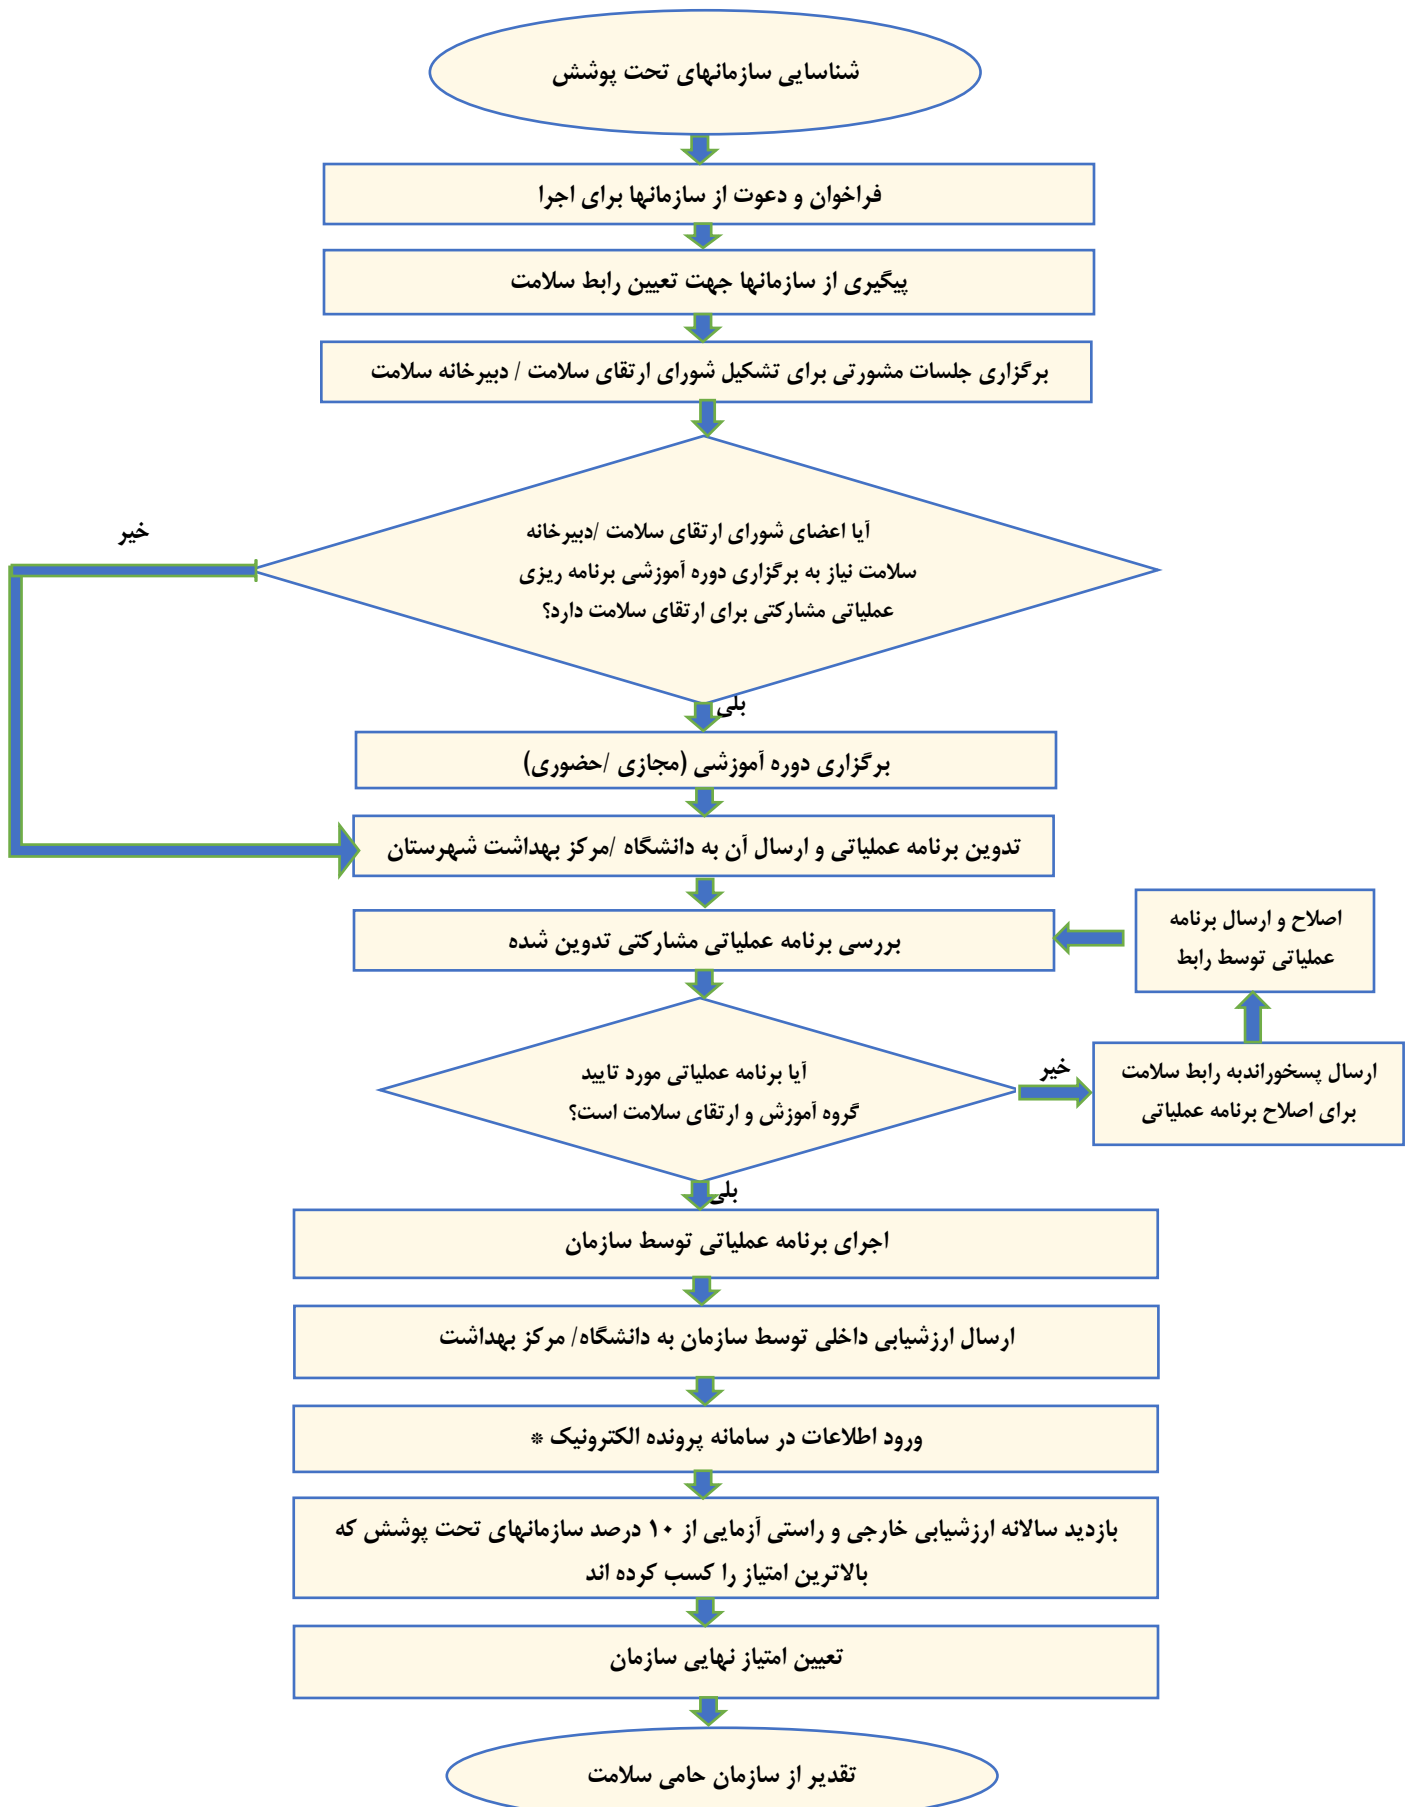 شناسایی سازمانهای تحت پوشش
فراخوان و دعوت از سازمانها برای اجرا
پیگیری از سازمانها جهت تعیین رابط سلامت
برگزاری جلسات مشورتی برای تشکیل شورای ارتقای سلامت / دبیرخانه سلامت
آیا اعضای شورای ارتقای سلامت /دبیرخانه
سلامت نیاز به برگزاری دوره آموزشی برنامه ریزی
عملیاتی مشارکتی برای ارتقای سلامت دارد؟
خیر
بلی
برگزاری دوره آموزشی (مجازی /حضوری)
تدوین برنامه عملیاتی و ارسال آن به دانشگاه /مرکز بهداشت شهرستان
بررسی برنامه عملیاتی مشارکتی تدوین شده
اصلاح و ارسال برنامه
عملیاتی توسط رابط
آیا برنامه عملیاتی مورد تایید
گروه آموزش و ارتقای سلامت است؟
خیر
ارسال پسخوراندبه رابط سلامت
برای اصلاح برنامه عملیاتی
بلی
اجرای برنامه عملیاتی توسط سازمان
ارسال ارزشیابی داخلی توسط سازمان به دانشگاه/ مرکز بهداشت
ورود اطلاعات در سامانه پرونده الکترونیک *
بازدید سالانه ارزشیابی خارجی و راستی آزمایی از ۱۰ درصد سازمانهای تحت پوشش که
بالاترین امتیاز را کسب کرده اند
تعیین امتیاز نهایی سازمان
تقدیر از سازمان حامی سلامت